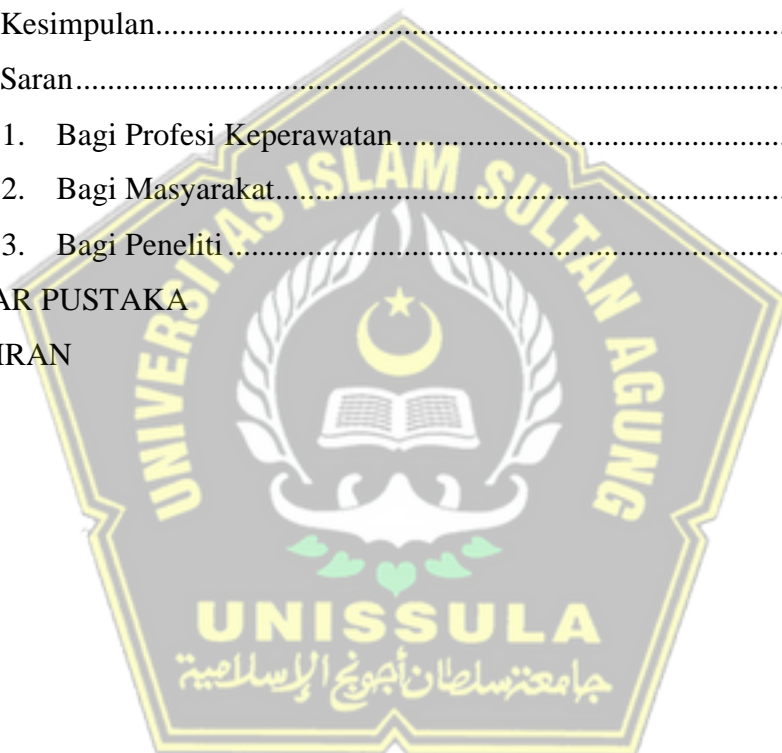 Kesimpulan
Saran
1. Bagi Profesi Keperawatan
2. Bagi Masyarakat
3. Bagi Peneliti
AR PUSTAKA
IRAN
UNIVERSITAS ISLAM SULTAN AGUNG
UNISSULA
جامعة سلطان أجونج الإسلامية